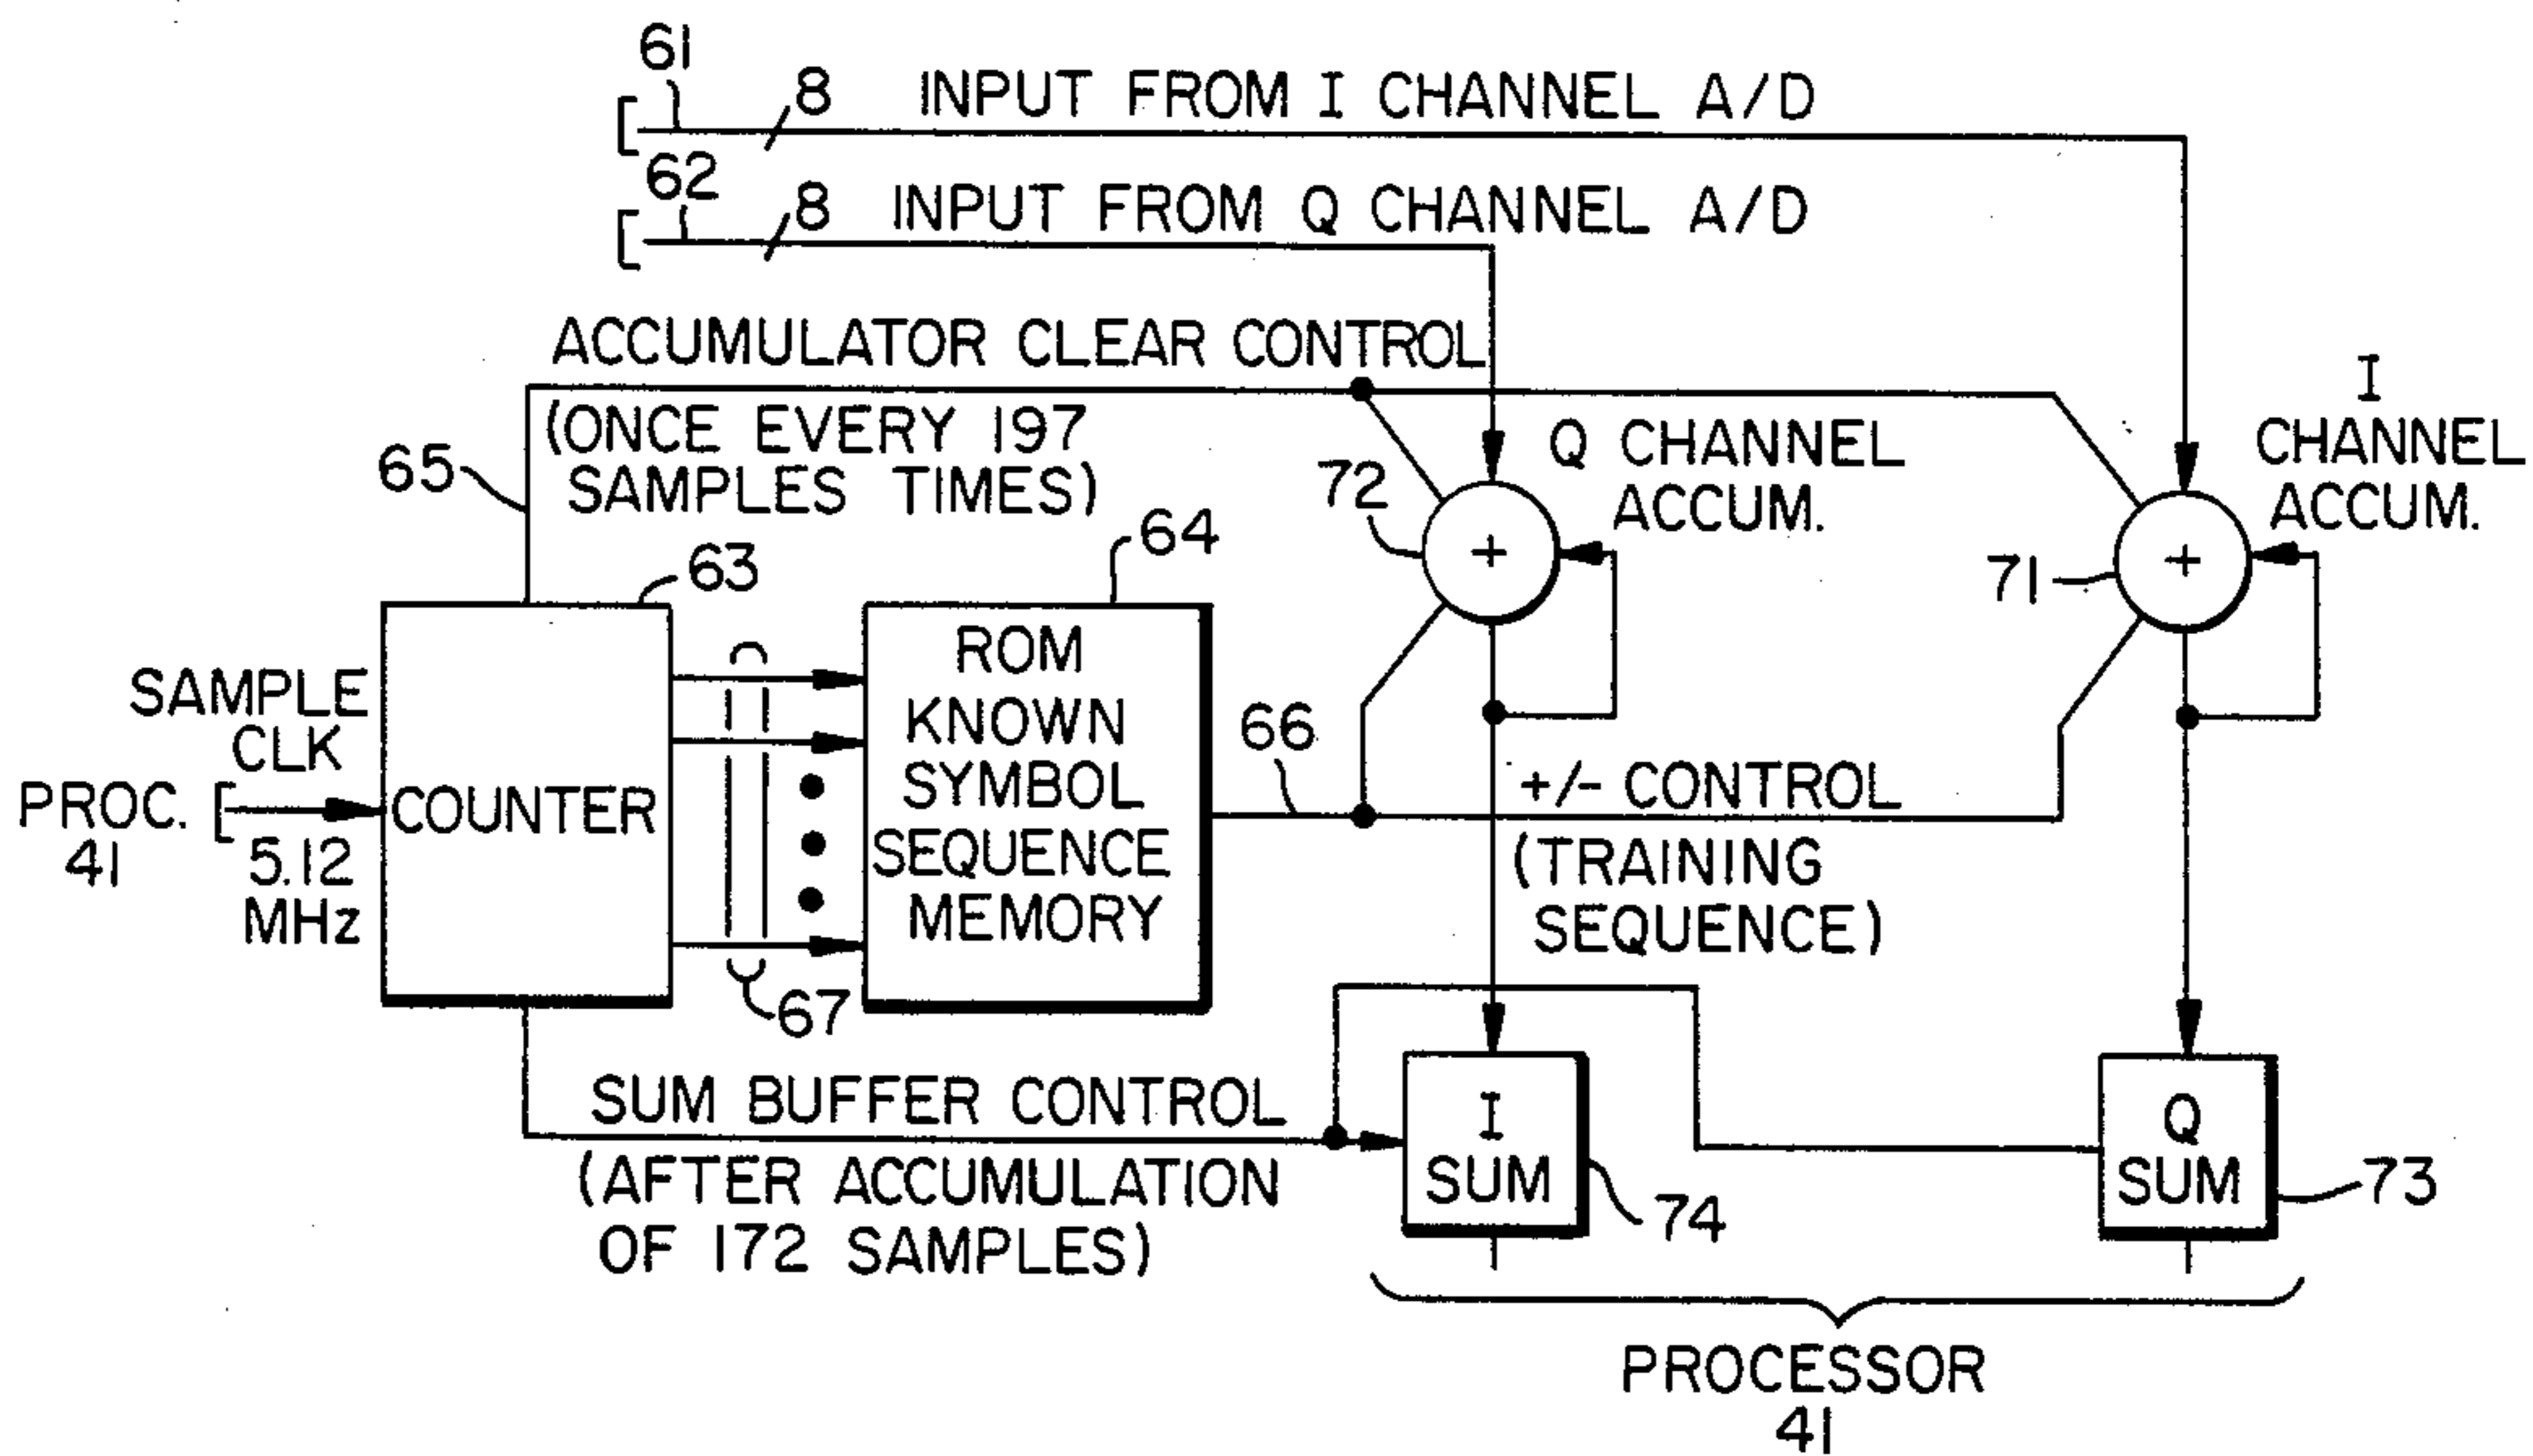 61
8 INPUT FROM I CHANNEL A/D
62
8 INPUT FROM Q CHANNEL A/D
ACCUMULATOR CLEAR CONTROL
(ONCE EVERY 197
SAMPLES TIMES)
65
Q CHANNEL
ACCUM.
72
+
I
CHANNEL
ACCUM.
71
+
63
64
SAMPLE
CLK
PROC.
41
5.12
MHz
COUNTER
67
ROM
KNOWN
SYMBOL
SEQUENCE
MEMORY
66
+/- CONTROL
(TRAINING
SEQUENCE)
SUM BUFFER CONTROL
(AFTER ACCUMULATION
OF 172 SAMPLES)
I
SUM
74
Q
SUM
73
PROCESSOR
41